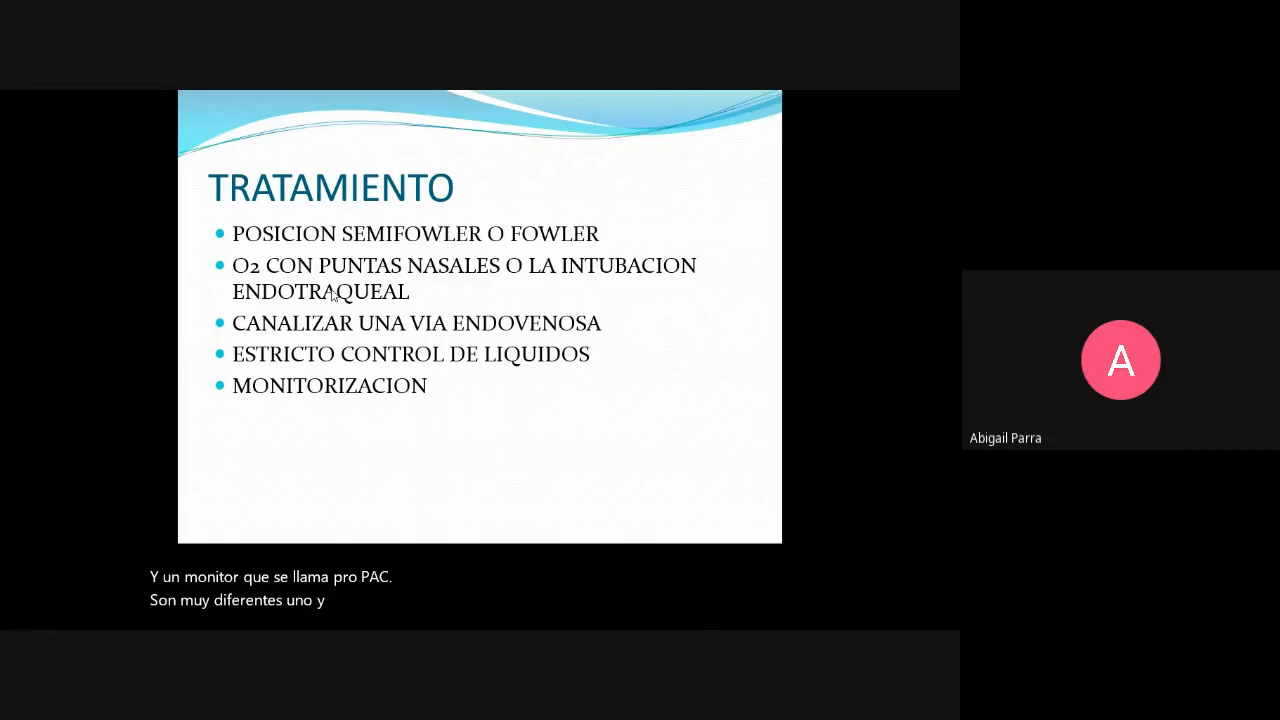 TRATAMIENTO
POSICION SEMIFOWLER O FOWLER
O2 CON PUNTAS NASALES O LA INTUBACION
ENDOTRAQUEAL
CANALIZAR UNA VIA ENDOVENOSA
ESTRICTO CONTROL DE LIQUIDOS
MONITORIZACION
A
Abigail Parra
Y un monitor que se llama pro PAC.
Son muy diferentes uno y